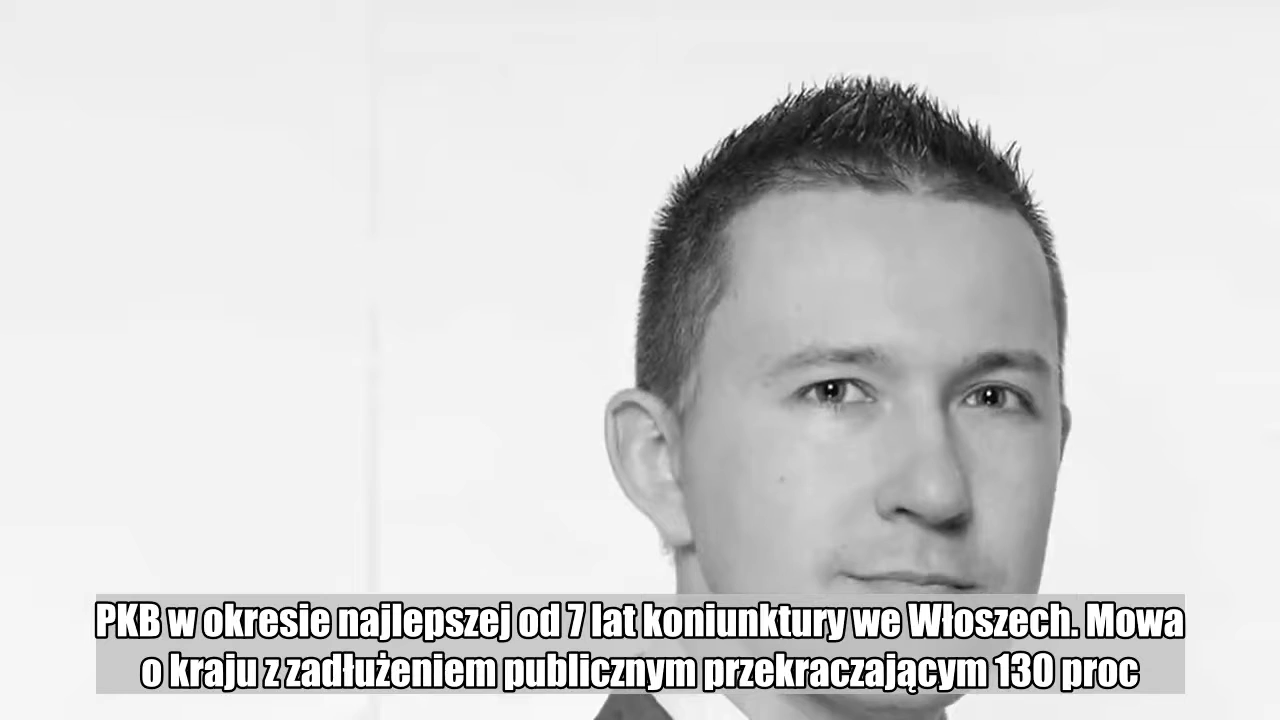 PKB w okresie najlepszej od 7 lat koniunktury we Włoszech. Mowa
o kraju z zadłużeniem publicznym przekraczającym 130 proc